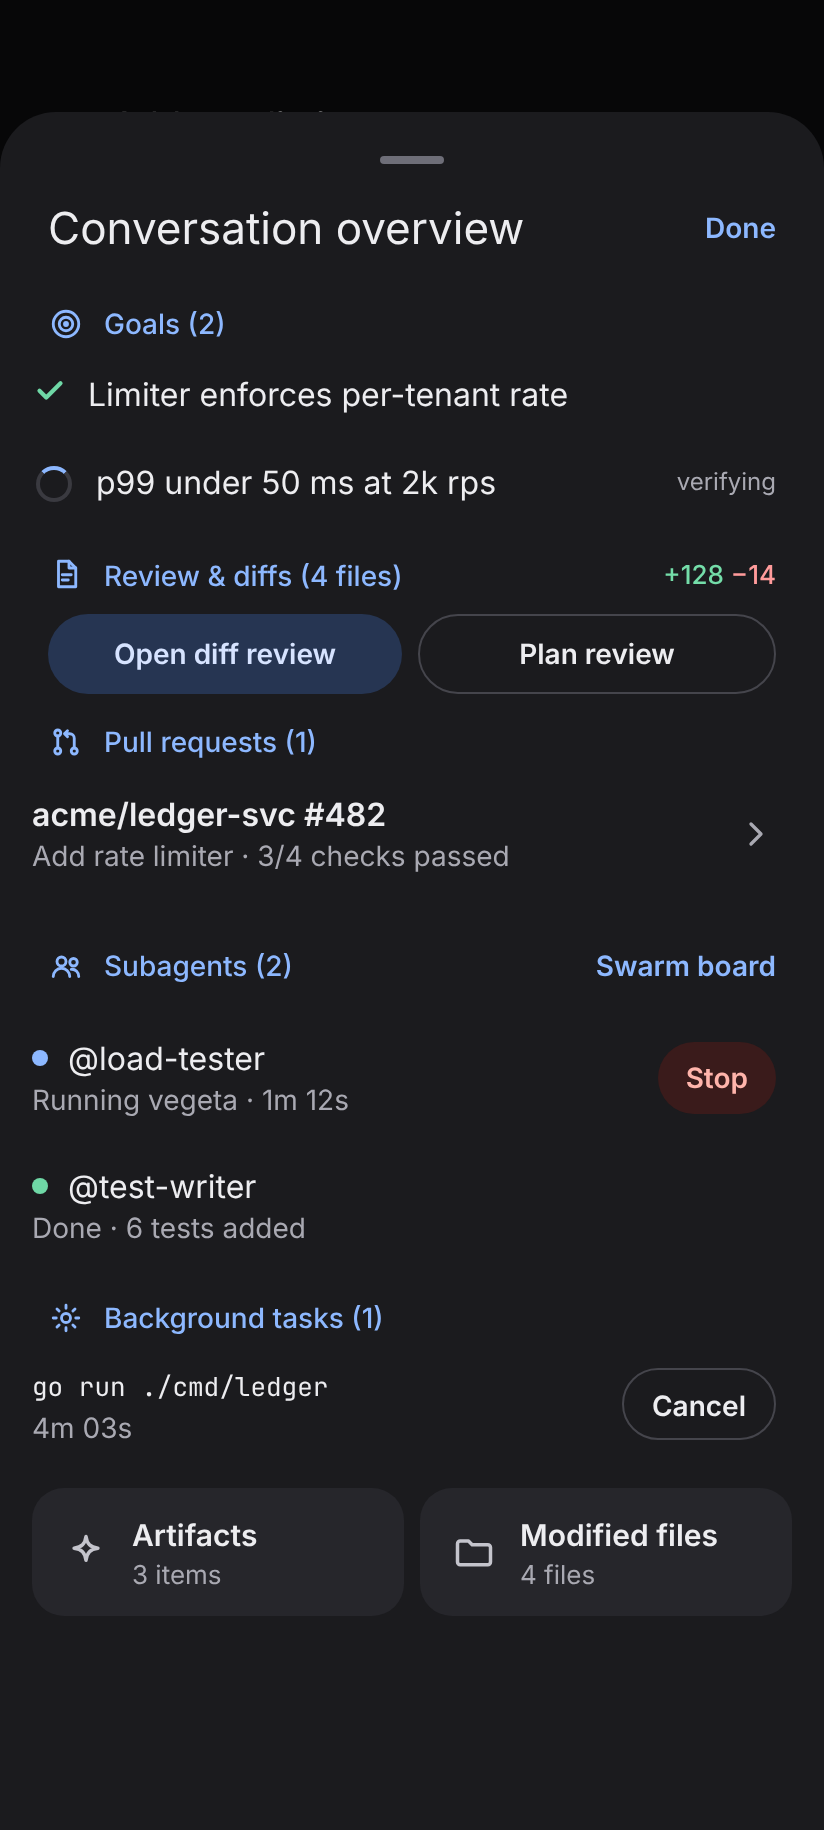 Conversation overview
Done
Goals (2)
Limiter enforces per-tenant rate
p99 under 50 ms at 2k rps
verifying
Review & diffs (4 files)
+128 −14
Open diff review
Plan review
Pull requests (1)
acme/ledger-svc #482
Add rate limiter · 3/4 checks passed
Subagents (2)
Swarm board
@load-tester
Running vegeta · 1m 12s
Stop
@test-writer
Done · 6 tests added
Background tasks (1)
go run ./cmd/ledger
4m 03s
Cancel
Artifacts
3 items
Modified files
4 files